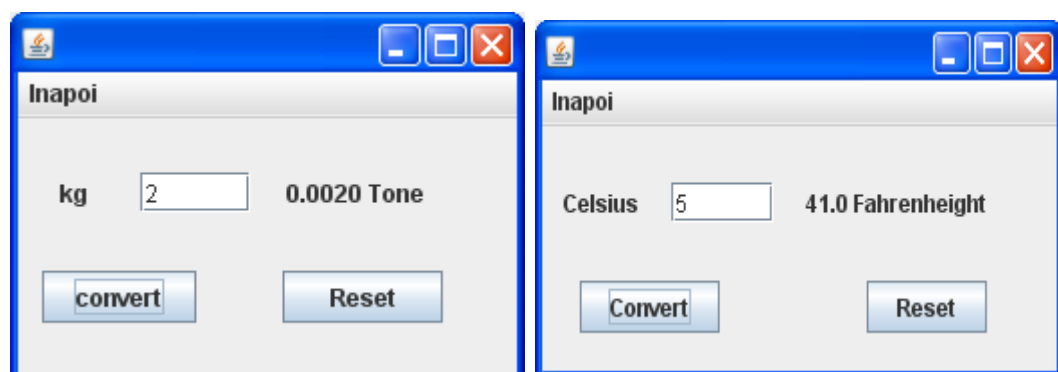 Inapoi
kg 2 0.0020 Tone
convert Reset
Inapoi
Celsius 5 41.0 Fahrenheight
Convert Reset